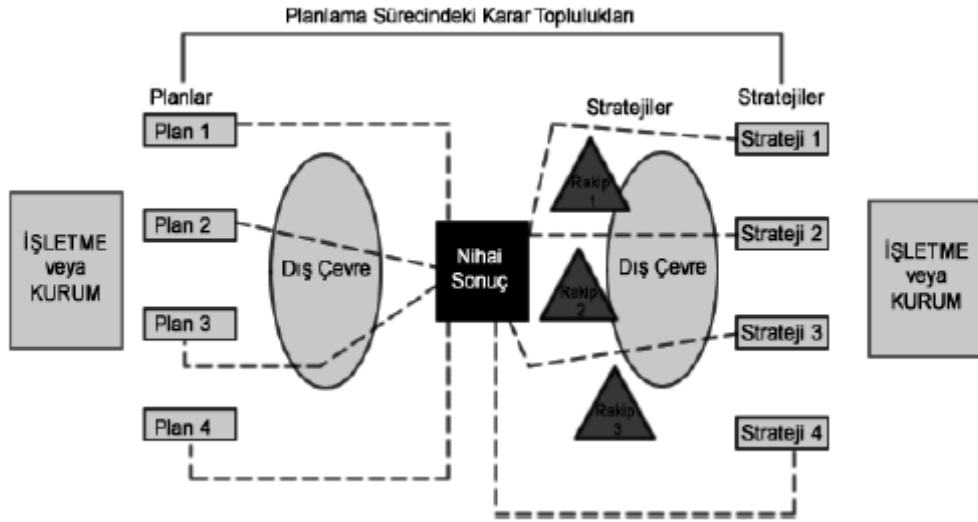 Planlama Sürecindeki Karar Toplulukları
Planlar
Plan 1
Plan 2
Plan 3
Plan 4
İŞLETME
veya
KURUM
Dış Çevre
Nihai
Sonuç
Stratejiler
Rakip
1
Rakip
2
Rakip
3
Dış Çevre
Stratejiler
Strateji 1
Strateji 2
Strateji 3
Strateji 4
İŞLETME
veya
KURUM